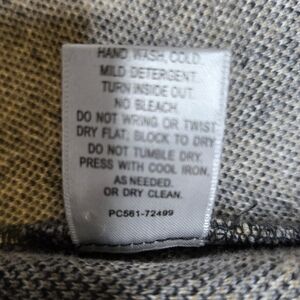 HAND WASH, COLD.
MILD DETERGENT.
TURN INSIDE OUT.
NO BLEACH.
DO NOT WRING OR TWIST
DRY FLAT, BLOCK TO DRY
DO NOT TUMBLE DRY.
PRESS WITH COOL IRON,
AS NEEDED.
OR DRY CLEAN.
PC561-72499